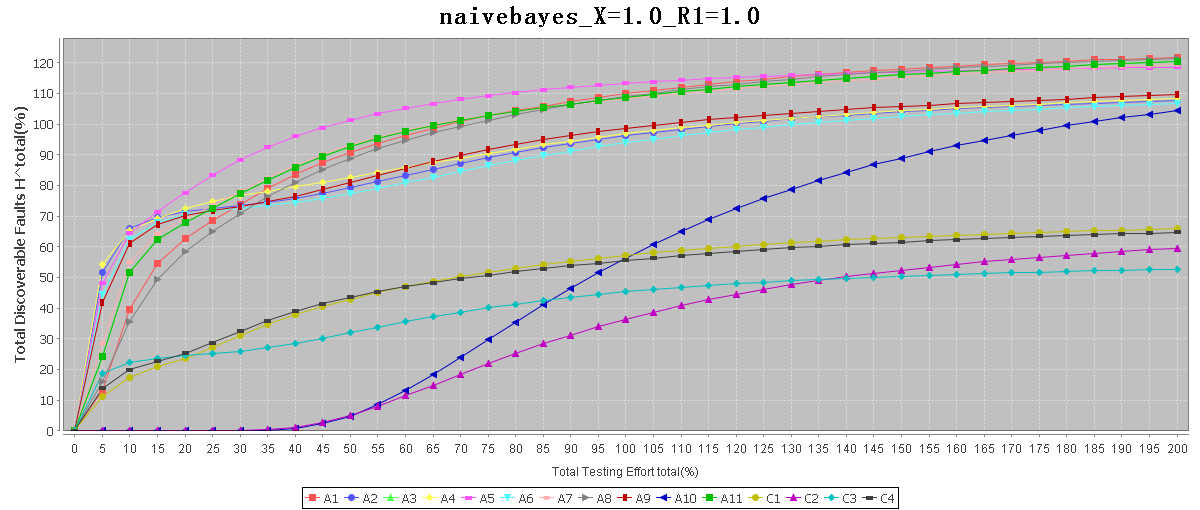 naivebayes_X=1.0_R1=1.0
Total Discoverable Faults H^total(%)
120
110
100
90
80
70
60
50
40
30
20
10
0
0 5 10 15 20 25 30 35 40 45 50 55 60 65 70 75 80 85 90 95 100 105 110 115 120 125 130 135 140 145 150 155 160 165 170 175 180 185 190 195 200
Total Testing Effort total(%)
A1 A2 A3 A4 A5 A6 A7 A8 A9 A10 A11 C1 C2 C3 C4